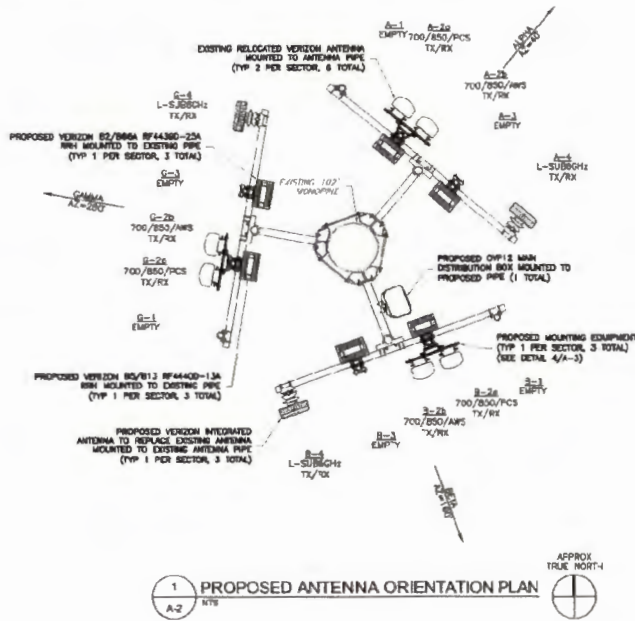 A-1
EMPTY
A-2a
700/850/PCS
TX/RX
ALPHA
EXISTING RELOCATED VERIZON ANTENNA
MOUNTED TO ANTENNA PIPE
(TYP 2 PER SECTOR, 6 TOTAL)
A-2b
700/850/AWS
TX/RX
G-4
L-SUB6GHz
TX/RX
A-3
EMPTY
PROPOSED VERIZON B2/B66A RF4439D-25A
RRH MOUNTED TO EXISTING PIPE
(TYP 1 PER SECTOR, 3 TOTAL)
A-4
L-SUB6GHz
TX/RX
G-3
EMPTY
EXISTING 102'
MONOPINE
GAMMA
G-2b
700/850/AWS
TX/RX
G-2a
700/850/PCS
TX/RX
PROPOSED OVP12 MAIN
DISTRIBUTION BOX MOUNTED TO
PROPOSED PIPE (1 TOTAL)
G-1
EMPTY
PROPOSED MOUNTING EQUIPMENT
(TYP 1 PER SECTOR, 3 TOTAL)
(SEE DETAIL 4/A-3)
PROPOSED VERIZON B5/B13 RF4440D-13A
RRH MOUNTED TO EXISTING PIPE
(TYP 1 PER SECTOR, 3 TOTAL)
B-1
EMPTY
B-2a
700/850/PCS
TX/RX
B-2b
700/850/AWS
TX/RX
PROPOSED VERIZON INTEGRATED
ANTENNA TO REPLACE EXISTING ANTENNA
MOUNTED TO EXISTING ANTENNA PIPE
(TYP 1 PER SECTOR, 3 TOTAL)
B-3
EMPTY
B-4
L-SUB6GHz
TX/RX
BETA
APPROX
TRUE NORTH
1
A-2
PROPOSED ANTENNA ORIENTATION PLAN
NTS